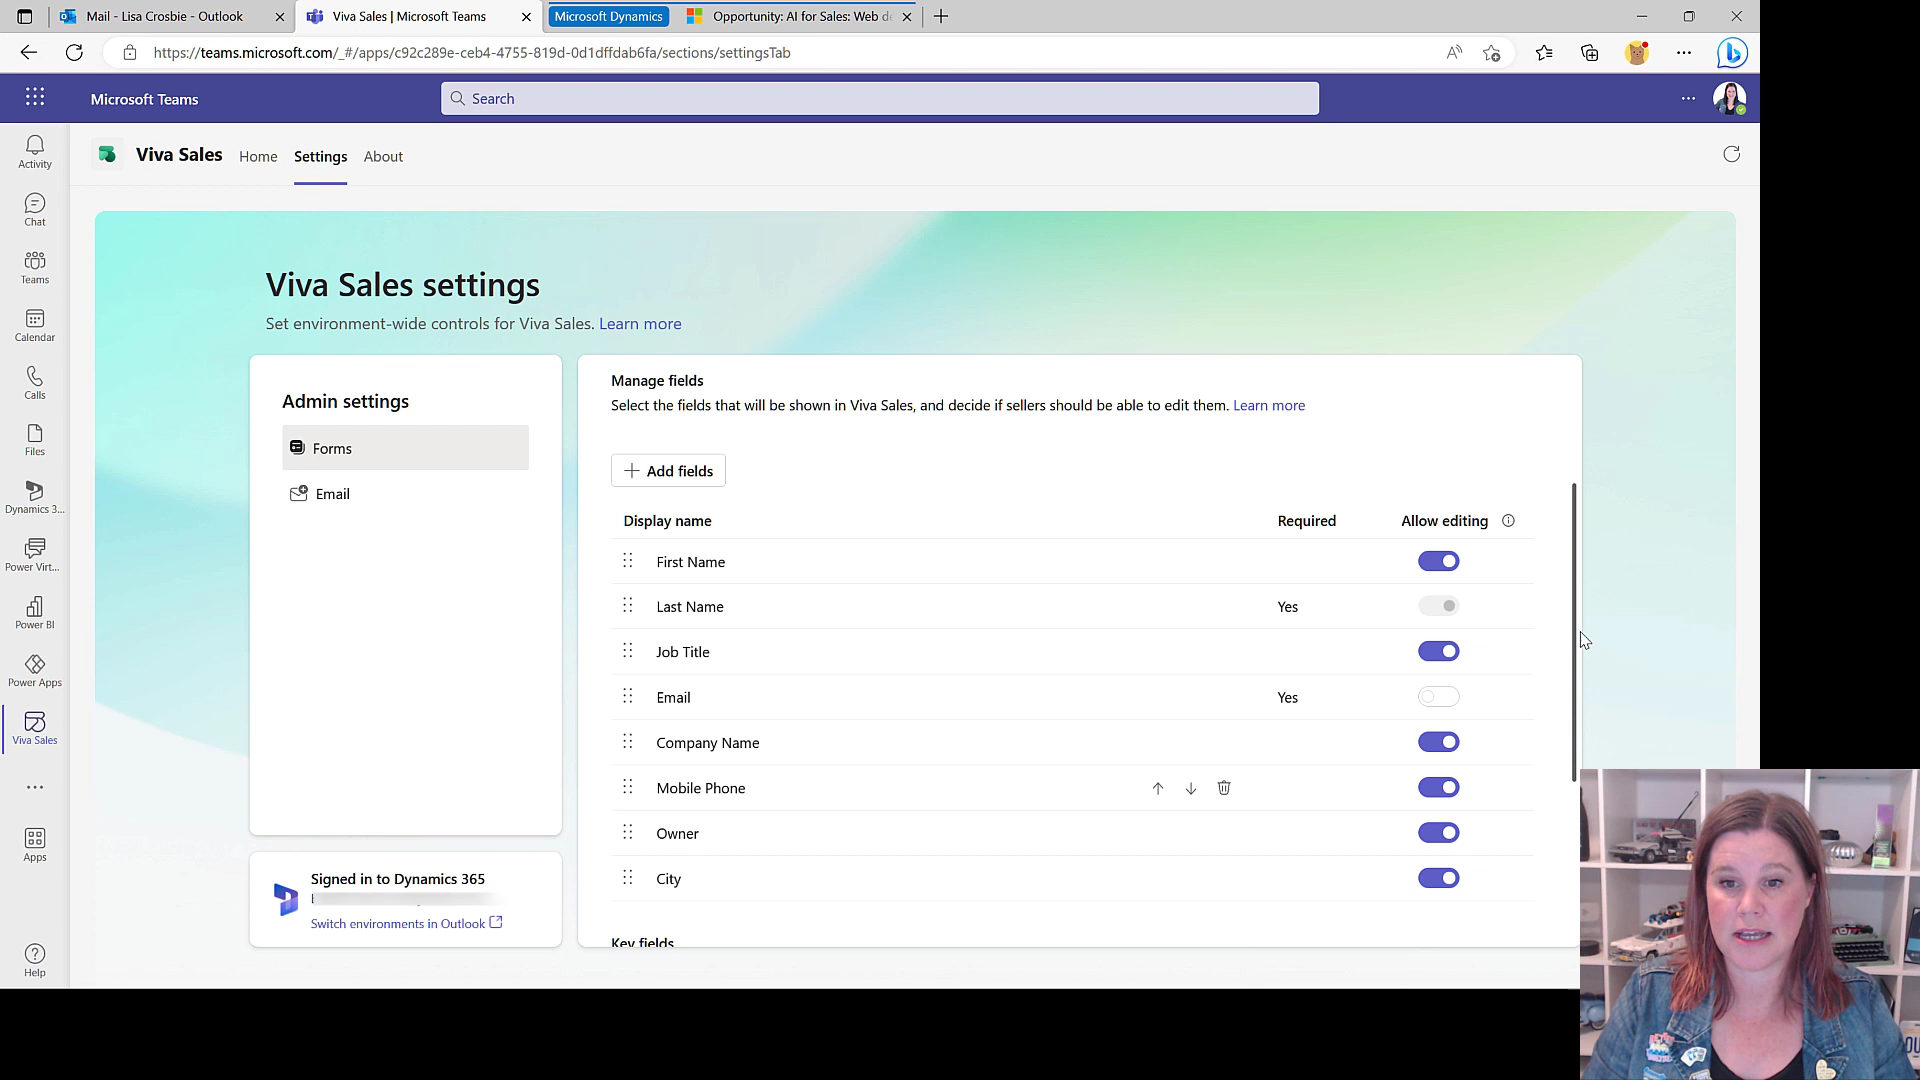 Mail - Lisa Crosbie - Outlook
Viva Sales | Microsoft Teams
Microsoft Dynamics
Opportunity: AI for Sales: Web d
https://teams.microsoft.com/_#/apps/c92c289e-ceb4-4755-819d-0d1dffdab6fa/sections/settingsTab
Microsoft Teams
Search
Activity
Chat
Teams
Calendar
Calls
Files
Dynamics 3...
Power Virt...
Power BI
Power Apps
Viva Sales
Apps
Help
Viva Sales
Home
Settings
About
Viva Sales settings
Set environment-wide controls for Viva Sales. Learn more
Admin settings
Forms
Email
Signed in to Dynamics 365
Switch environments in Outlook
Manage fields
Select the fields that will be shown in Viva Sales, and decide if sellers should be able to edit them. Learn more
Add fields
Display name Required Allow editing
First Name
Last Name Yes
Job Title
Email Yes
Company Name
Mobile Phone
Owner
City
Key fields